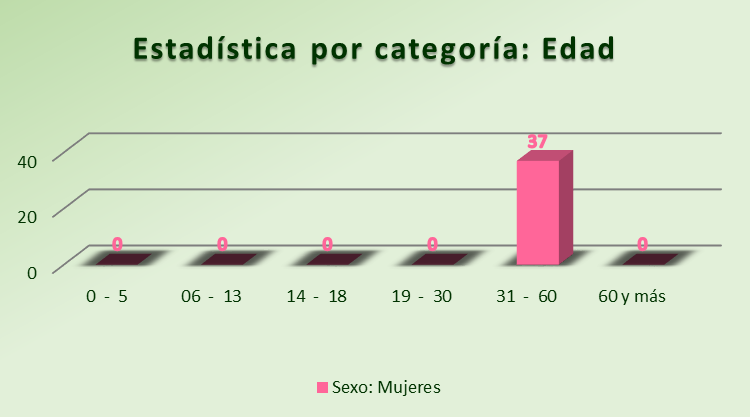 Estadística por categoría: Edad
37
40
20
0 0 0 0 0
0
0 - 5 06 - 13 14 - 18 19 - 30 31 - 60 60 y más
Sexo: Mujeres